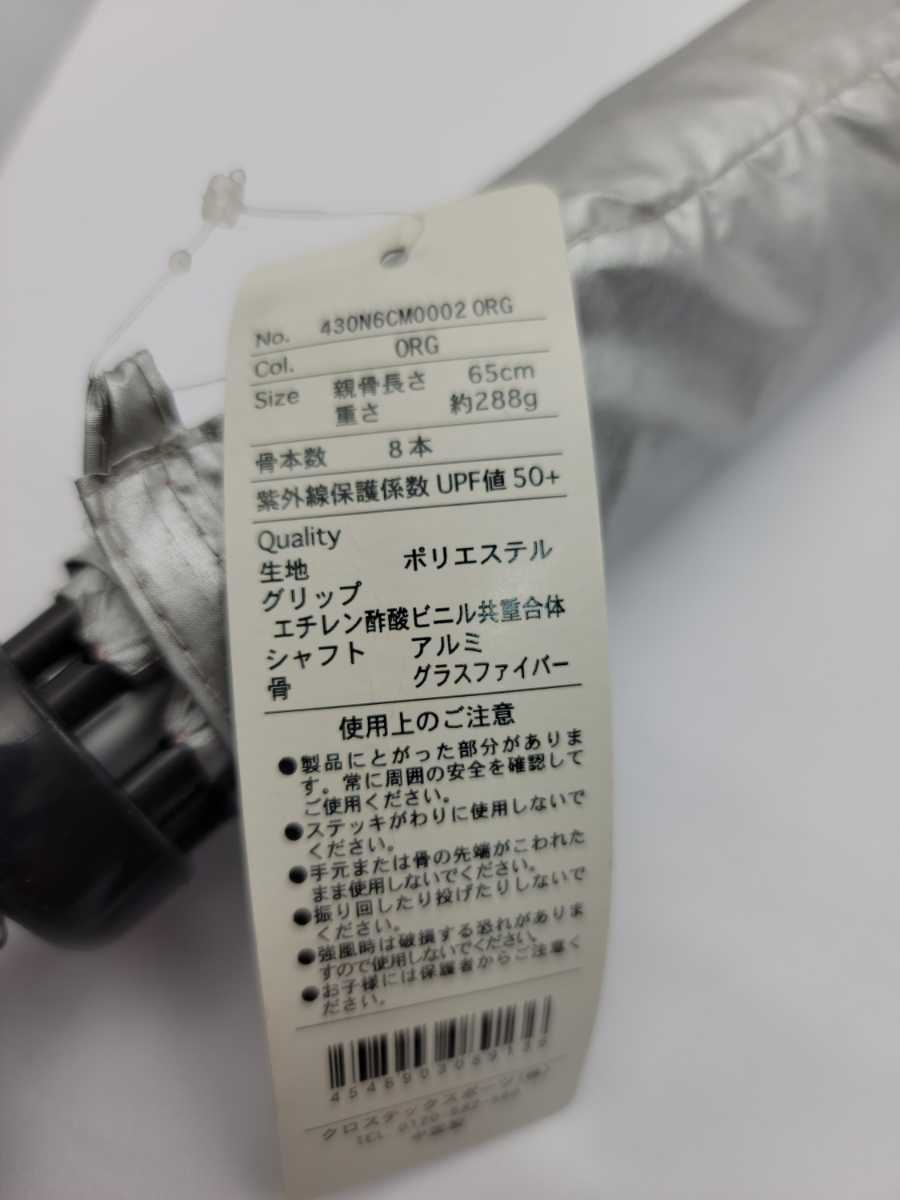 No. 430N6CM0002 ORG
Col. ORG
Size 親骨長さ 65cm
重さ 約288g
骨本数 8本
紫外線保護係数 UPF値 50+
Quality
生地 ポリエステル
グリップ
エチレン酢酸ビニル共重合体
シャフト アルミ
骨 グラスファイバー
使用上のご注意
●製品にとがった部分がありま
す。常に周囲の安全を確認して
ご使用ください。
●ステッキがわりに使用しないで
ください。
●手元または骨の先端がこわれた
まま使用しないでください。
●振り回したり投げたりしないで
ください。
●強風時は破損する恐れがありま
すので使用しないでください。
●お子様には保護者からご注意く
ださい。
クロステックスポーツ(株)